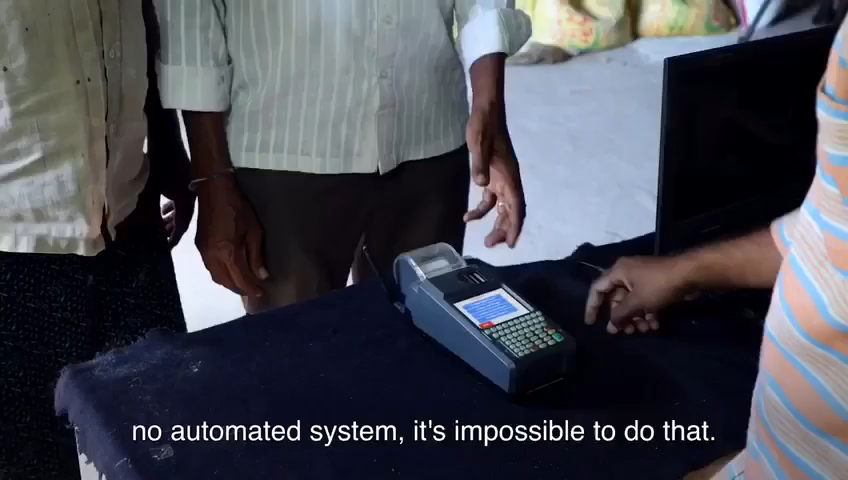 no automated system, it's impossible to do that.